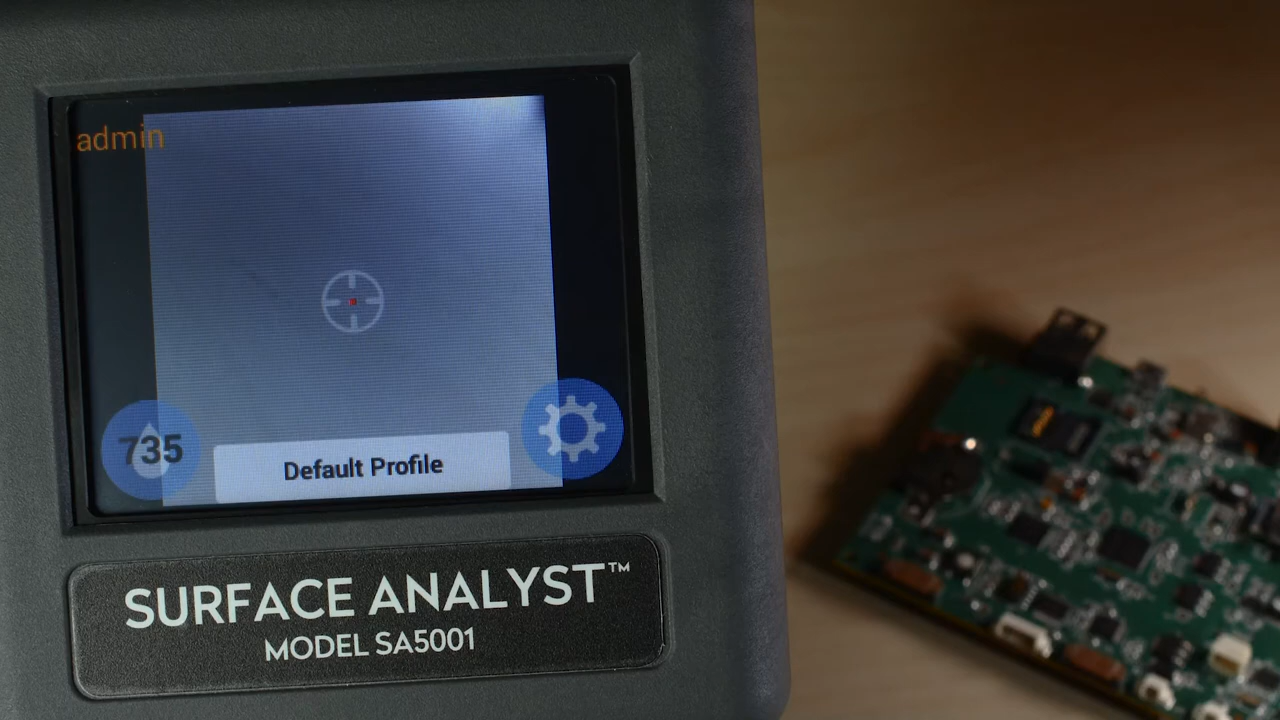 admin
735
Default Profile
SURFACE ANALYST™
MODEL SA5001